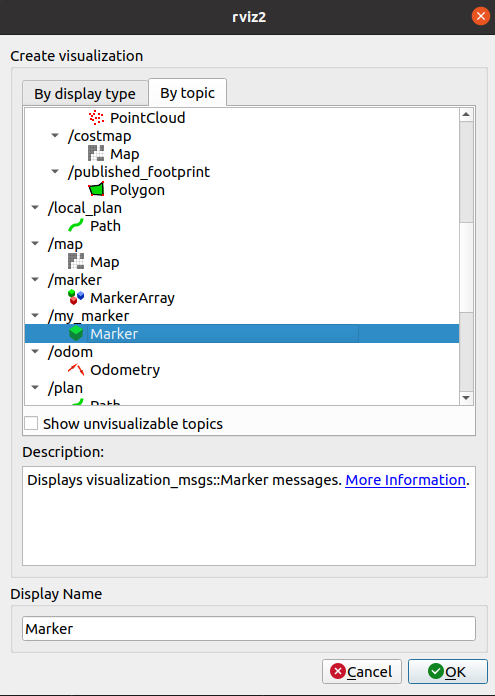 rviz2
Create visualization
By display type
By topic
PointCloud
/costmap
Map
/published_footprint
Polygon
/local_plan
Path
/map
Map
/marker
MarkerArray
/my_marker
Marker
/odom
Odometry
/plan
Path
Show unvisualizable topics
Description:
Displays visualization_msgs::Marker messages. More Information.
Display Name
Marker
Cancel
OK